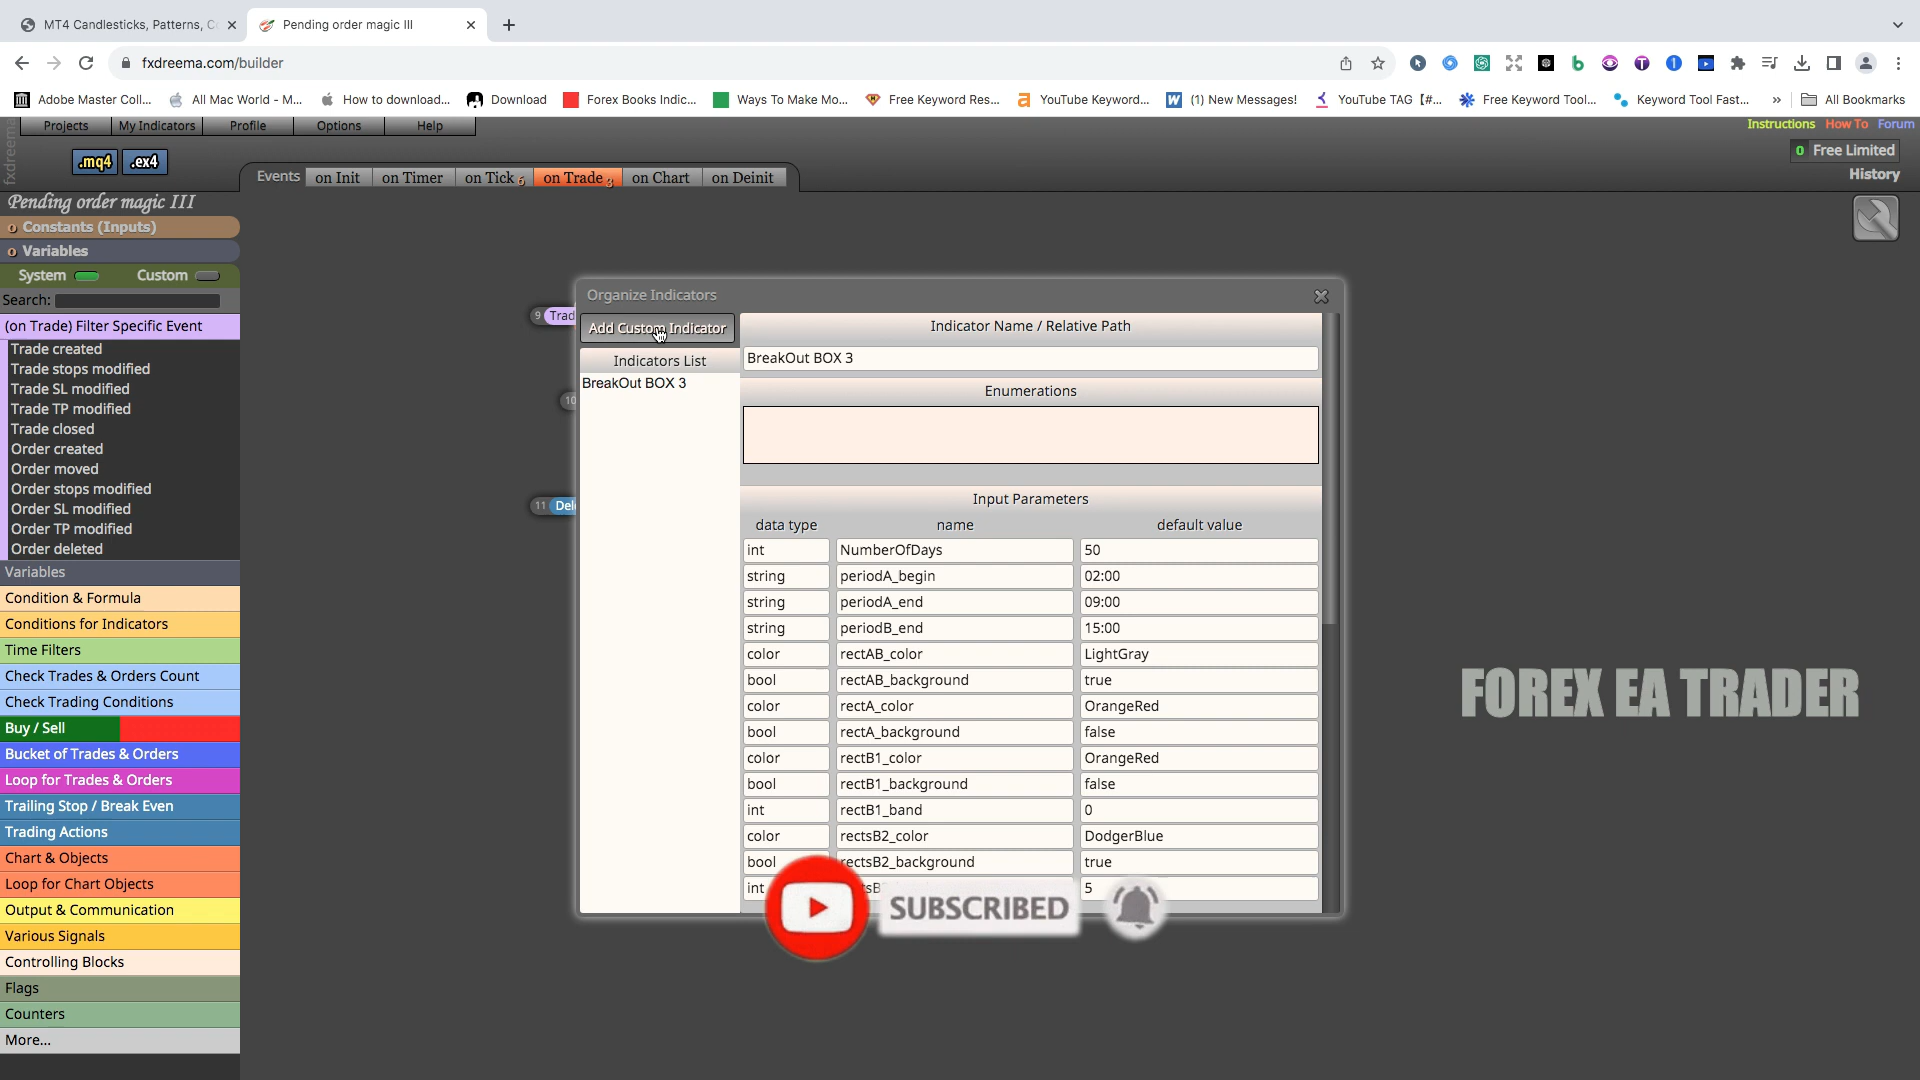 MT4 Candlesticks, Patterns, C
Pending order magic III
fxdreema.com/builder
Adobe Master Coll...
All Mac World - M...
How to download...
Download
Forex Books Indic...
Ways To Make Mo...
Free Keyword Res...
YouTube Keyword...
(1) New Messages!
YouTube TAG【#...
Free Keyword Tool...
Keyword Tool Fast...
»
All Bookmarks
Projects
My Indicators
Profile
Options
Help
Instructions
How To
Forum
fxdreema
.mq4
.ex4
Events
on Init
on Timer
on Tick 6
on Trade 3
on Chart
on Deinit
0 Free Limited
History
Pending order magic III
o Constants (Inputs)
o Variables
System
Custom
Search:
(on Trade) Filter Specific Event
Trade created
Trade stops modified
Trade SL modified
Trade TP modified
Trade closed
Order created
Order moved
Order stops modified
Order SL modified
Order TP modified
Order deleted
Variables
Condition & Formula
Conditions for Indicators
Time Filters
Check Trades & Orders Count
Check Trading Conditions
Buy / Sell
Bucket of Trades & Orders
Loop for Trades & Orders
Trailing Stop / Break Even
Trading Actions
Chart & Objects
Loop for Chart Objects
Output & Communication
Various Signals
Controlling Blocks
Flags
Counters
More...
9 Trad
10
11 Del
Organize Indicators
Add Custom Indicator
Indicators List
BreakOut BOX 3
Indicator Name / Relative Path
BreakOut BOX 3
Enumerations
Input Parameters
data type name default value
int NumberOfDays 50
string periodA_begin 02:00
string periodA_end 09:00
string periodB_end 15:00
color rectAB_color LightGray
bool rectAB_background true
color rectA_color OrangeRed
bool rectA_background false
color rectB1_color OrangeRed
bool rectB1_background false
int rectB1_band 0
color rectsB2_color DodgerBlue
bool rectsB2_background true
int 5
SUBSCRIBED
FOREX EA TRADER